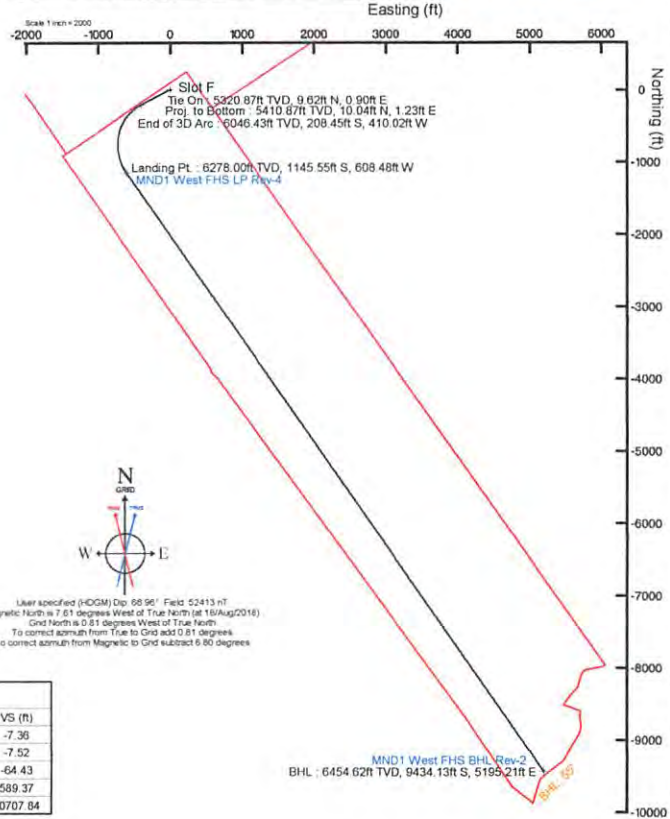 Easting (ft)
Scale 1 inch = 2000
-2000 -1000 0 1000 2000 3000 4000 5000 6000
Slot F
Tie On : 5320.87ft TVD, 9.62ft N, 0.90ft E
Proj. to Bottom : 5410.87ft TVD, 10.04ft N, 1.23ft E
End of 3D Arc : 6046.43ft TVD, 208.45ft S, 410.02ft W
Landing Pt. : 6278.00ft TVD, 1145.55ft S, 608.48ft W
MND1 West FHS LP Rev-4
Northing (ft)
0
-1000
-2000
-3000
-4000
-5000
-6000
-7000
-8000
-9000
-10000
N
GRID
W E
User specified (HDGM) Dip: 66.96° Field: 52413 nT
gnetic North is 7.61 degrees West of True North (at 16/Aug/2018)
Grid North is 0.81 degrees West of True North
To correct azimuth from True to Grid add 0.81 degrees
o correct azimuth from Magnetic to Grid subtract 6.80 degrees
VS (ft)
-7.36
-7.52
-64.43
589.37
0707.84
MND1 West FHS BHL Rev-2
BHL : 6454.62ft TVD, 9434.13ft S, 5195.21ft E
BHL: 55'